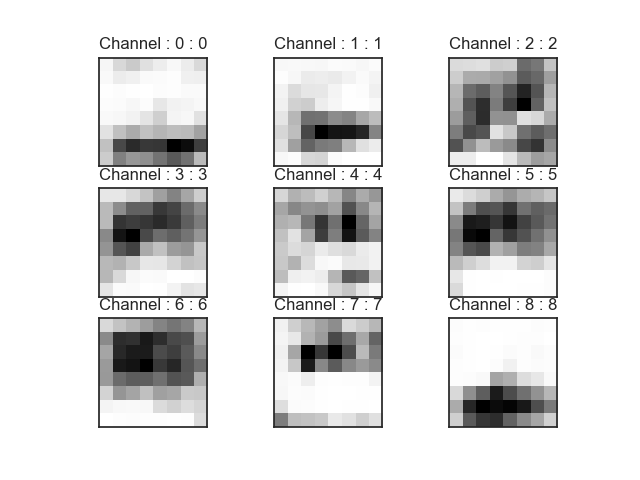 Channel : 0 : 0
Channel : 1 : 1
Channel : 2 : 2
Channel : 3 : 3
Channel : 4 : 4
Channel : 5 : 5
Channel : 6 : 6
Channel : 7 : 7
Channel : 8 : 8